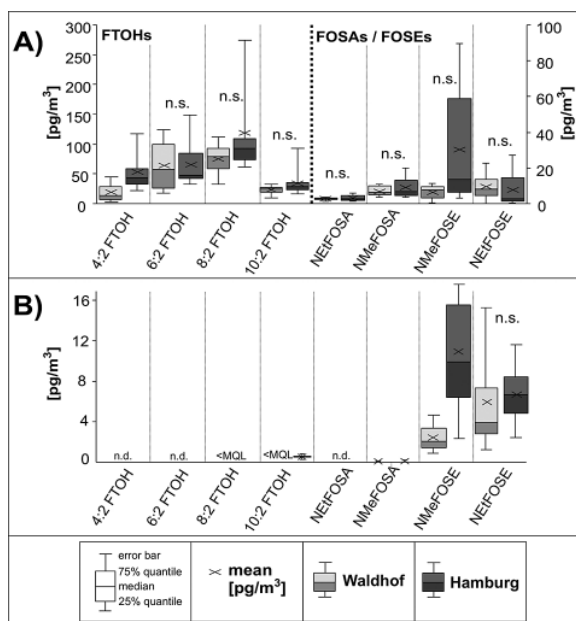 A)
FTOHs
FOSAs / FOSEs
[pg/m³]
300
250
200
150
100
50
0
n.s.
n.s.
n.s.
n.s.
n.s.
n.s.
n.s.
100
80
60
40
20
0
[pg/m³]
4:2 FTOH
6:2 FTOH
8:2 FTOH
10:2 FTOH
NEtFOSA
NMeFOSA
NMeFOSE
NEtFOSE
B)
[pg/m³]
16
12
8
4
0
n.d.
n.d.
<MQL
<MQL
n.d.
n.s.
4:2 FTOH
6:2 FTOH
8:2 FTOH
10:2 FTOH
NEtFOSA
NMeFOSA
NMeFOSE
NEtFOSE
error bar
75% quantile
median
25% quantile
mean
[pg/m³]
Waldhof
Hamburg